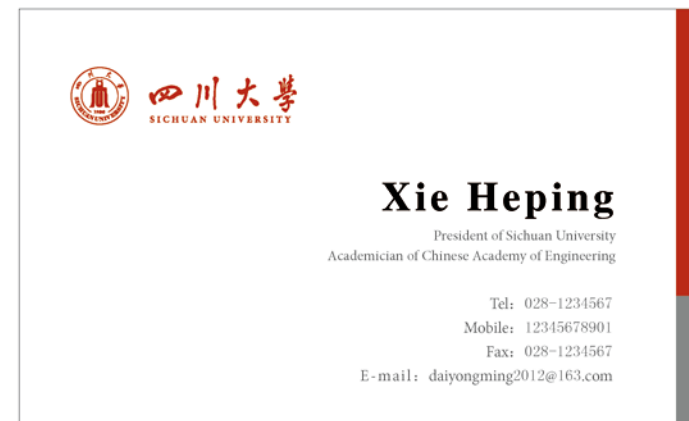 四川大學
SICHUAN UNIVERSITY
Xie Heping
President of Sichuan University
Academician of Chinese Academy of Engineering
Tel: 028-1234567
Mobile: 12345678901
Fax: 028-1234567
E-mail: daiyongming2012@163.com